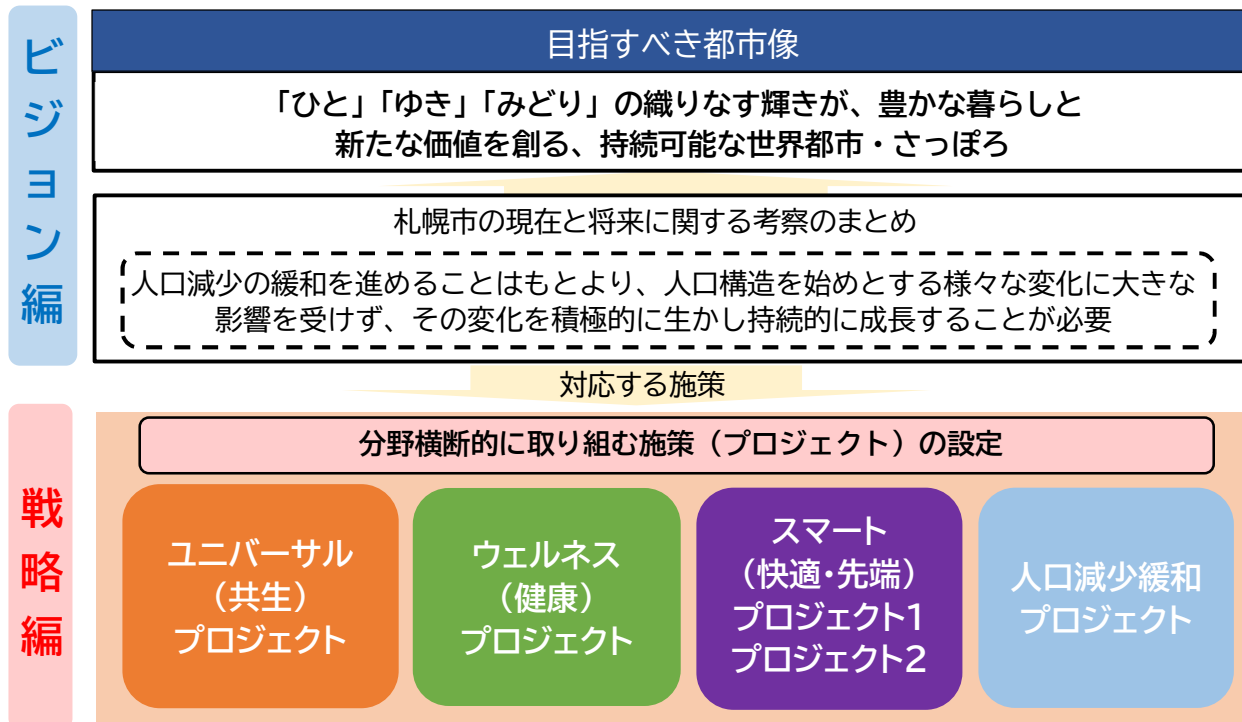 ビジョン編
目指すべき都市像
「ひと」「ゆき」「みどり」の織りなす輝きが、豊かな暮らしと
新たな価値を創る、持続可能な世界都市・さっぽろ
札幌市の現在と将来に関する考察のまとめ
人口減少の緩和を進めることはもとより、人口構造を始めとする様々な変化に大きな
影響を受けず、その変化を積極的に生かし持続的に成長することが必要
対応する施策
戦略編
分野横断的に取り組む施策（プロジェクト）の設定
ユニバーサル
（共生）
プロジェクト
ウェルネス
（健康）
プロジェクト
スマート
（快適・先端）
プロジェクト1
プロジェクト2
人口減少緩和
プロジェクト